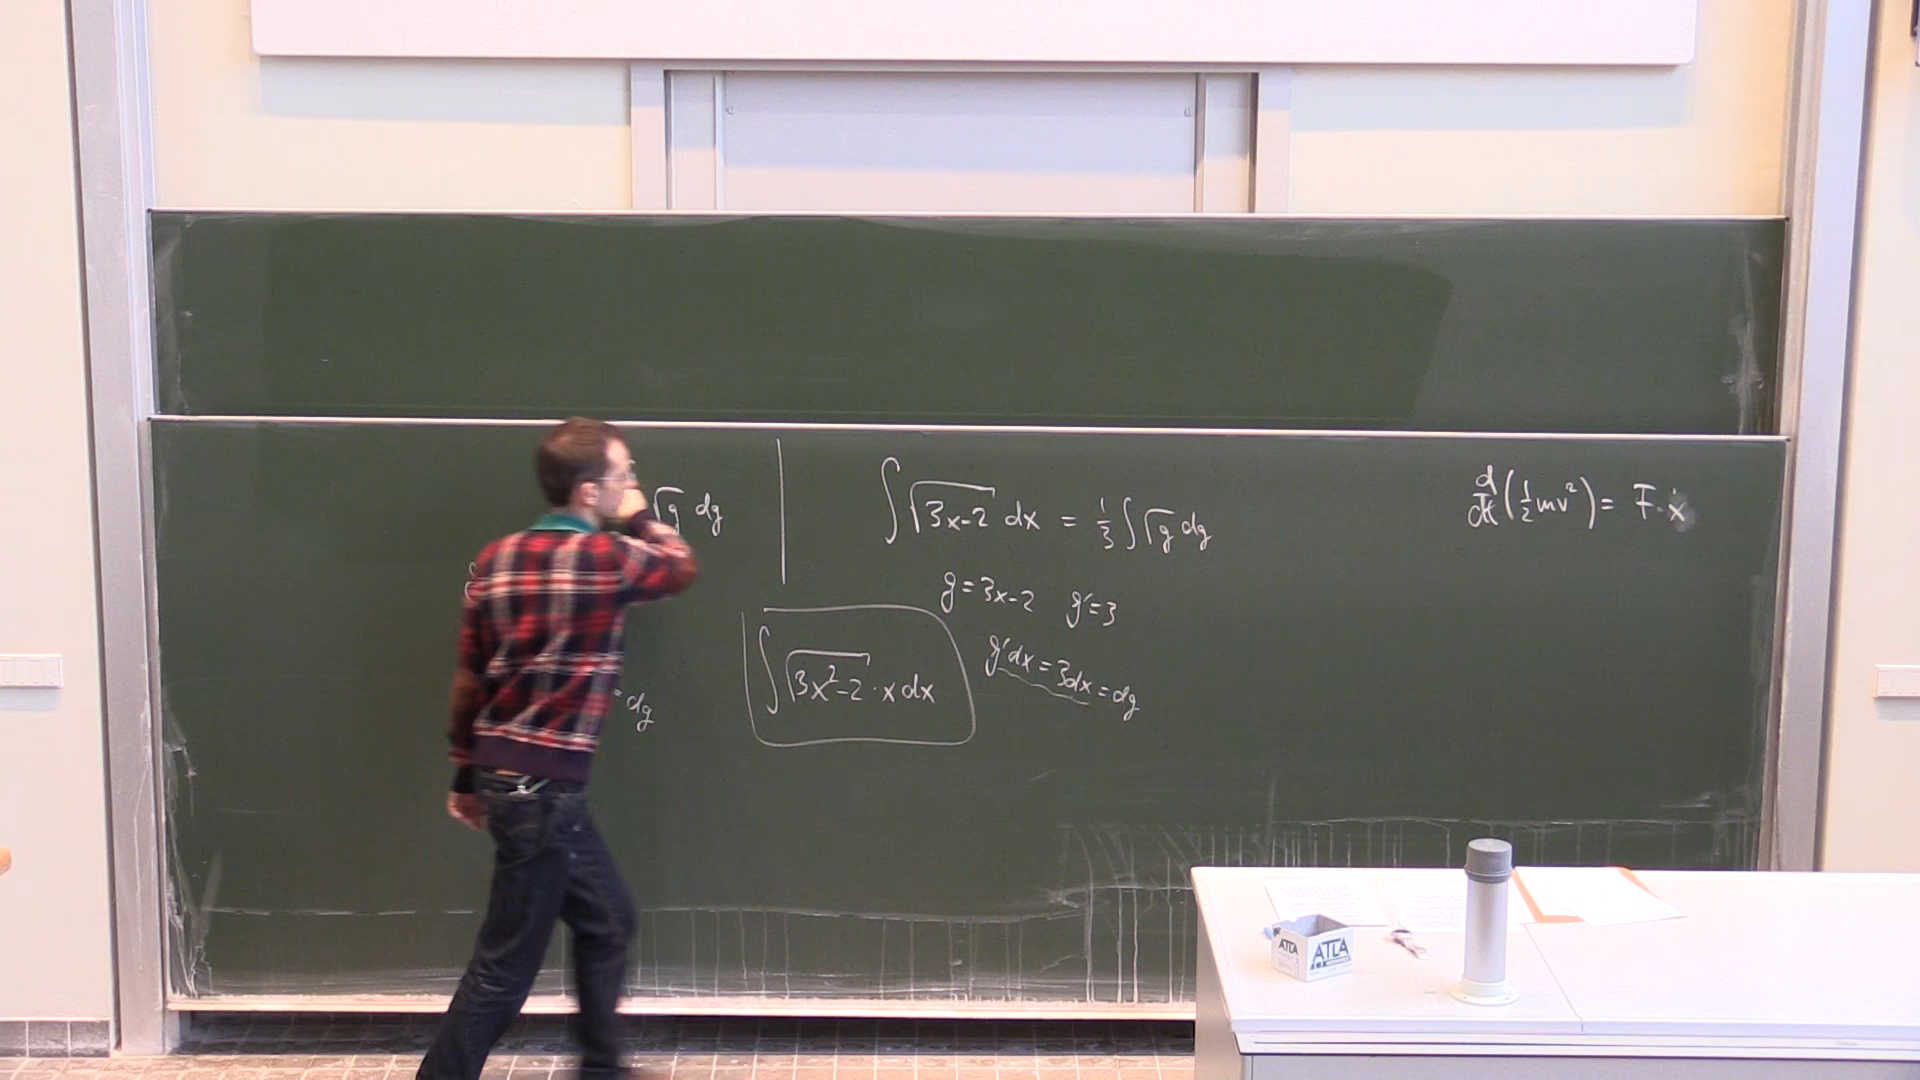 √g dg
= dg
∫√3x-2 dx = 1/3 ∫√g dg
g = 3x-2 g' = 3
g'dx = 3dx = dg
∫√3x²-2 · x dx
d/dt (1/2 mv²) = F · ẋ
ATLA
ATLA